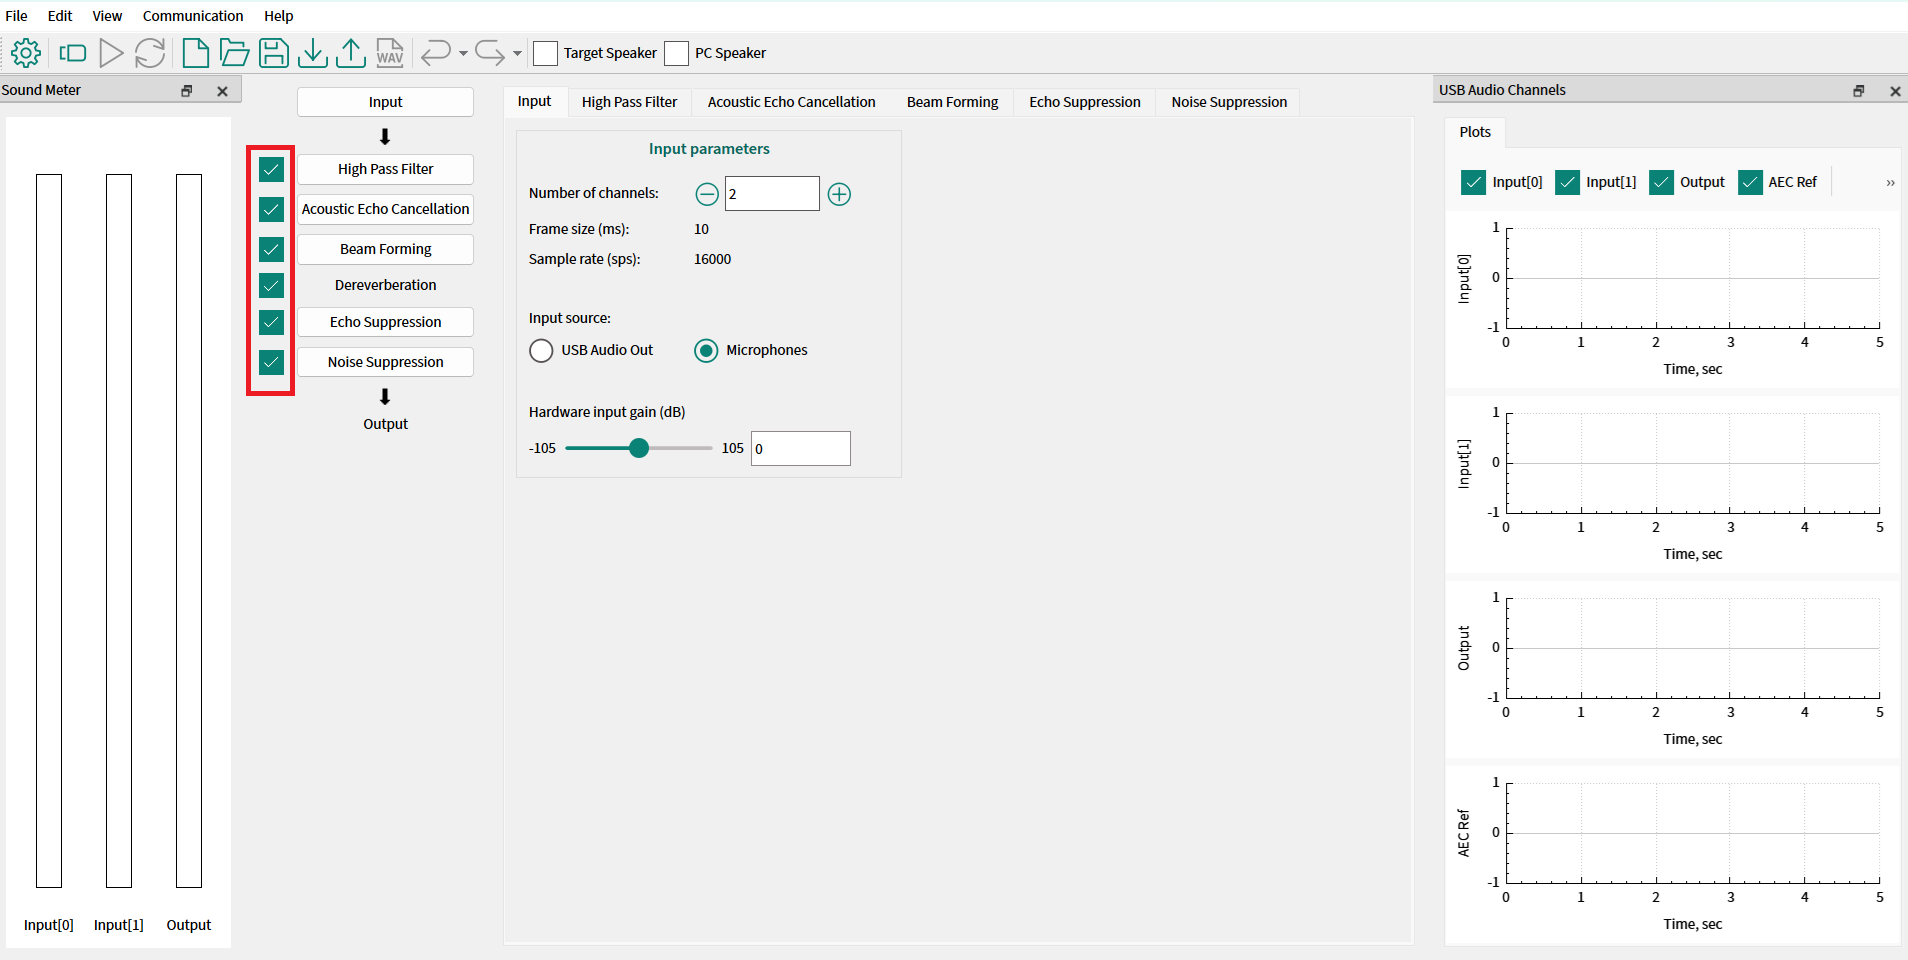 File Edit View Communication Help
WAV Target Speaker PC Speaker
Sound Meter
Input[0] Input[1] Output
Input
High Pass Filter
Acoustic Echo Cancellation
Beam Forming
Dereverberation
Echo Suppression
Noise Suppression
Output
Input High Pass Filter Acoustic Echo Cancellation Beam Forming Echo Suppression Noise Suppression
Input parameters
Number of channels: 2
Frame size (ms): 10
Sample rate (sps): 16000
Input source:
USB Audio Out Microphones
Hardware input gain (dB)
-105 105 0
USB Audio Channels
Plots
Input[0] Input[1] Output AEC Ref »
Input[0]
1
0
-1
0 1 2 3 4 5
Time, sec
Input[1]
1
0
-1
0 1 2 3 4 5
Time, sec
Output
1
0
-1
0 1 2 3 4 5
Time, sec
AEC Ref
1
0
-1
0 1 2 3 4 5
Time, sec